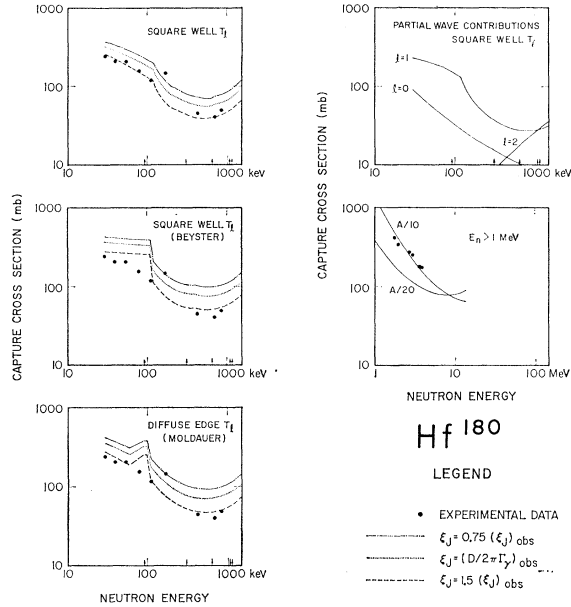 1000
SQUARE WELL Tℓ
100
10
10 100 1000 keV
1000
SQUARE WELL Tℓ
(BEYSTER)
100
10
10 100 1000 keV
1000
DIFFUSE EDGE Tℓ
(MOLDAUER)
100
10
10 100 1000 keV
CAPTURE CROSS SECTION (mb)
NEUTRON ENERGY
1000
PARTIAL WAVE CONTRIBUTIONS
SQUARE WELL Tℓ
ℓ=1
100
ℓ=0
ℓ=2
10
10 100 1000 keV
1000
A/10
Eₙ > 1 MeV
100
A/20
10
1 10 100 MeV
CAPTURE CROSS SECTION (mb)
NEUTRON ENERGY
Hf 180
LEGEND
• EXPERIMENTAL DATA
ξJ = 0.75 (ξJ) obs
ξJ = (D/2πΓγ) obs
ξJ = 1.5 (ξJ) obs